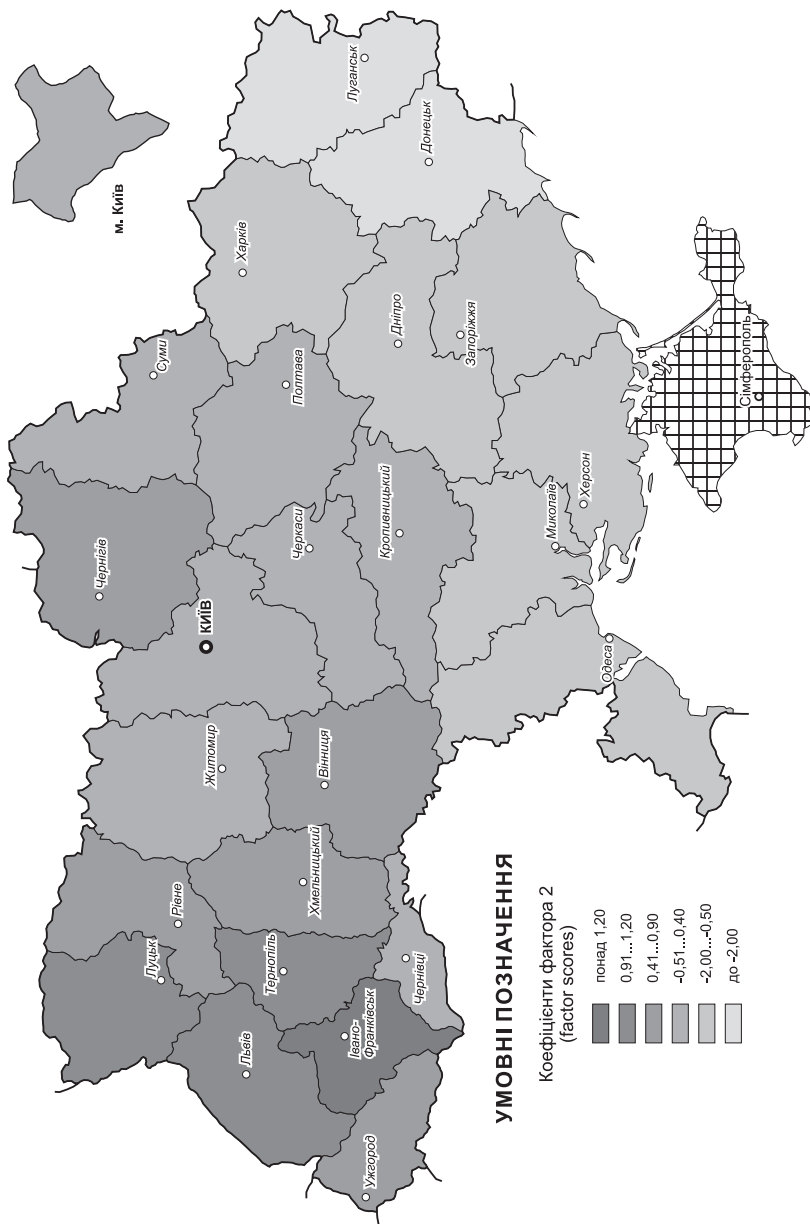 м. Київ
Луганськ
Донецьк
Харків
Суми
Полтава
Дніпро
Запоріжжя
Чернігів
КИЇВ
Черкаси
Кропивницький
Миколаїв
Херсон
Одеса
Сімферополь
Житомир
Вінниця
Рівне
Хмельницький
Луцьк
Тернопіль
Чернівці
Львів
Івано-
Франківськ
Ужгород
УМОВНІ ПОЗНАЧЕННЯ
Коефіцієнти фактора 2
(factor scores)
понад 1,20
0,91...1,20
0,41...0,90
-0,51...0,40
-2,00...-0,50
до -2,00